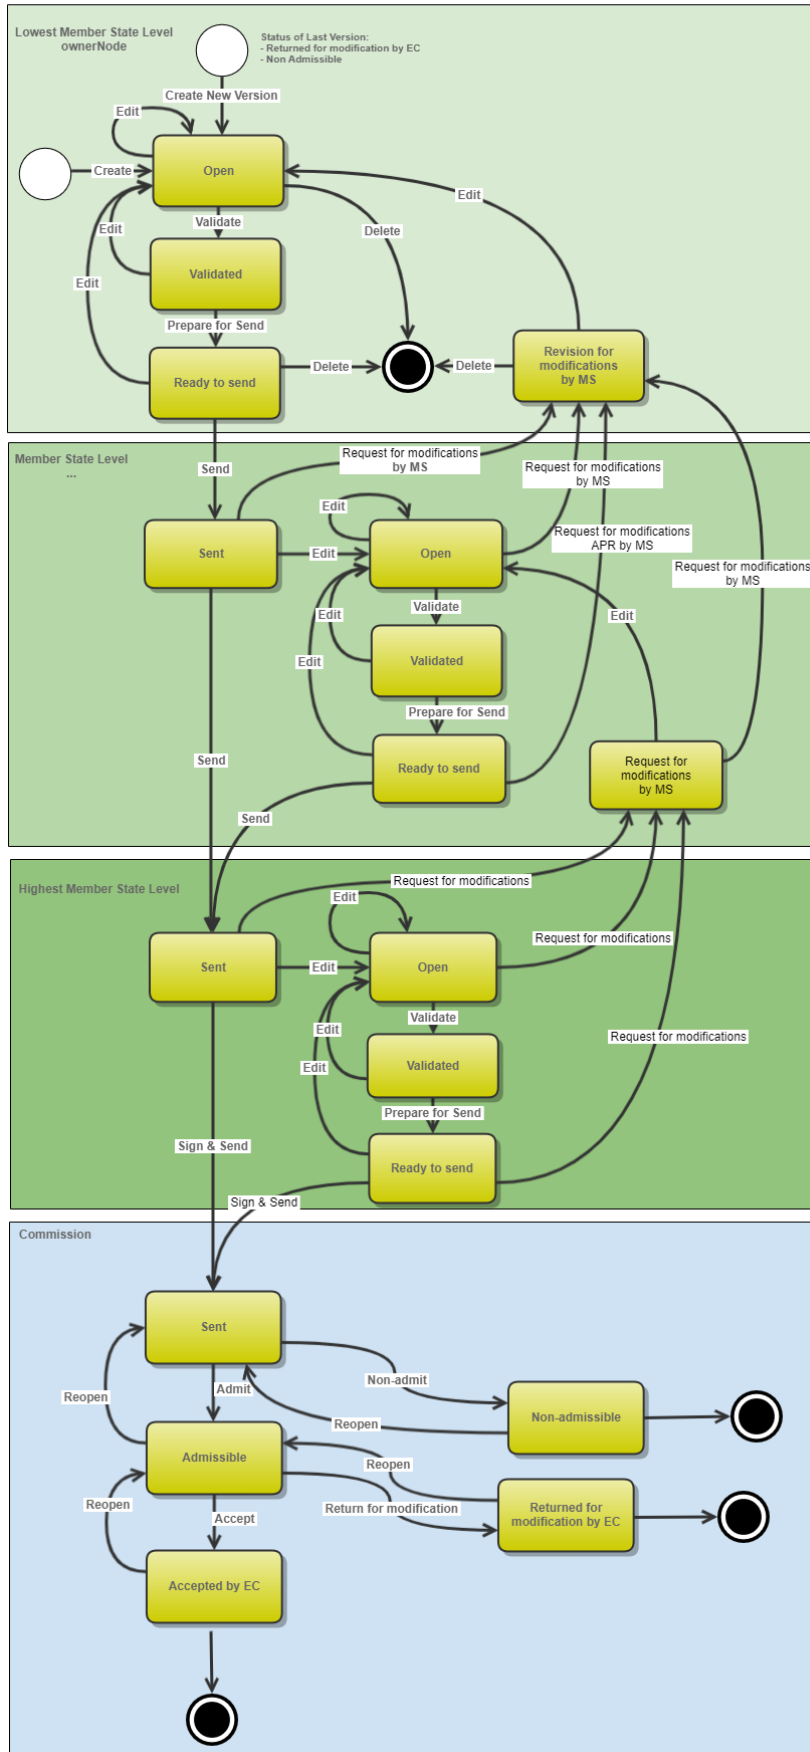 Lowest Member State Level
ownerNode
Status of Last Version:
- Returned for modification by EC
- Non Admissible
Create New Version
Edit
Create
Open
Edit
Validate
Edit
Delete
Validated
Edit
Prepare for Send
Ready to send
Delete
Delete
Revision for
modifications
by MS
Member State Level
...
Send
Request for modifications
by MS
Request for modifications
by MS
Edit
Request for modifications
APR by MS
Request for modifications
by MS
Sent
Edit
Open
Validate
Edit
Edit
Edit
Validated
Prepare for Send
Send
Ready to send
Request for
modifications
by MS
Send
Highest Member State Level
Request for modifications
Edit
Request for modifications
Sent
Edit
Open
Validate
Edit
Request for modifications
Edit
Validated
Prepare for Send
Sign & Send
Ready to send
Sign & Send
Commission
Sent
Non-admit
Admit
Reopen
Reopen
Non-admissible
Admissible
Reopen
Reopen
Return for modification
Returned for
modification by EC
Accept
Accepted by EC